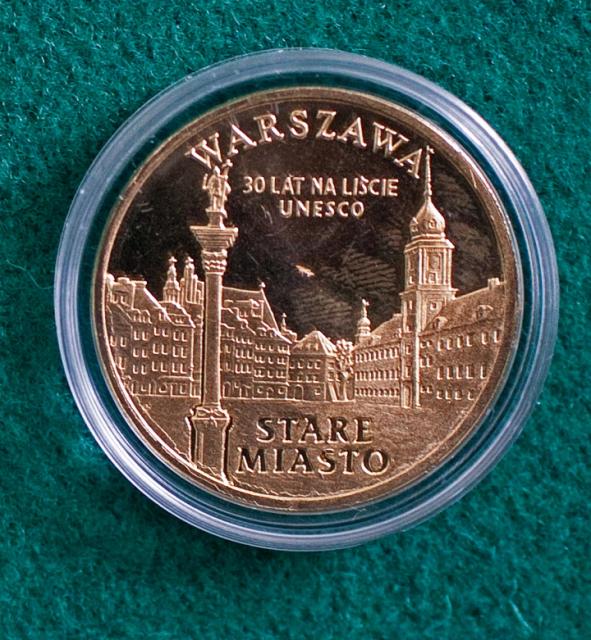 WARSZAWA
30 LAT NA LIŚCIE
UNESCO
STARE
MIASTO